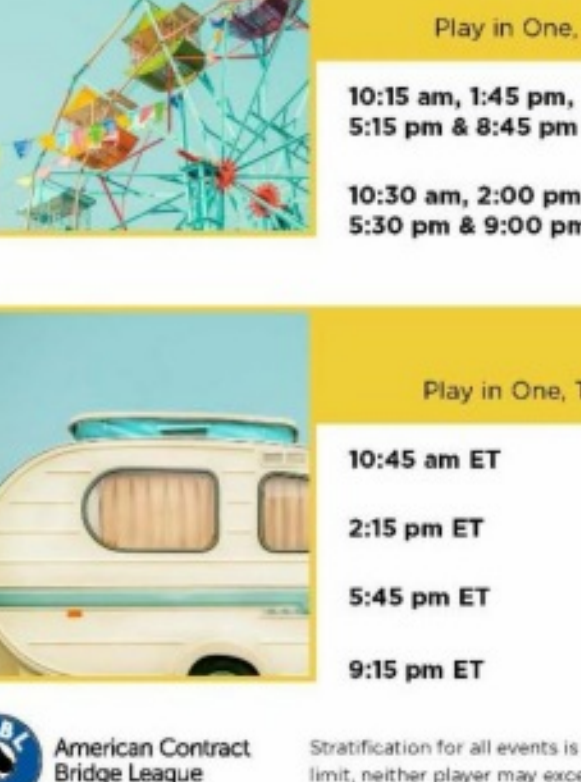 Play in One,
10:15 am, 1:45 pm,
5:15 pm & 8:45 pm
10:30 am, 2:00 pm
5:30 pm & 9:00 pm
Play in One,
10:45 am ET
2:15 pm ET
5:45 pm ET
9:15 pm ET
BL
American Contract
Bridge League
Stratification for all events is
limit, neither player may